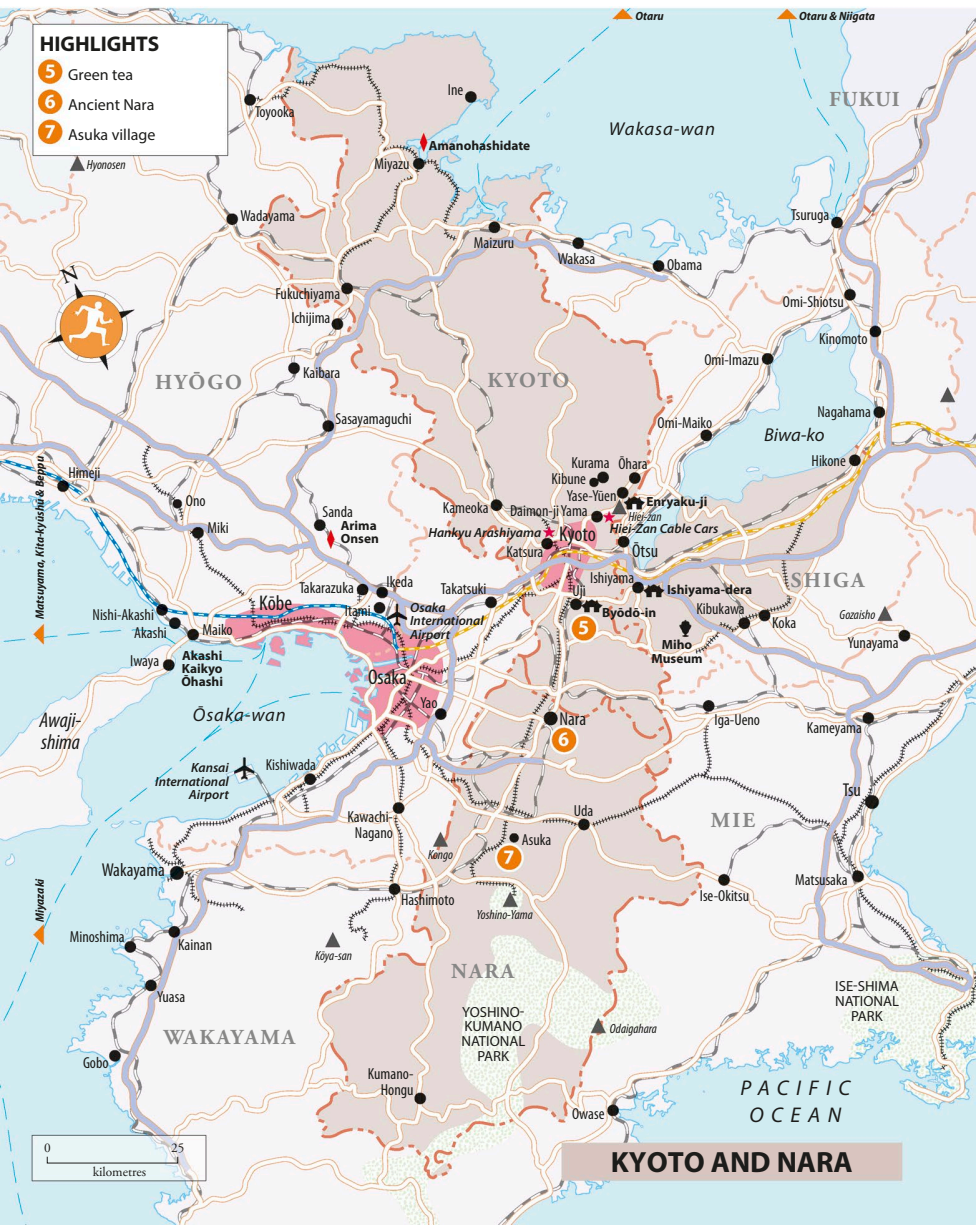 Otaru
Otaru & Niigata
HIGHLIGHTS
5 Green tea
6 Ancient Nara
7 Asuka village
Hyonosen
Toyooka
Ine
Amanohashidate
Miyazu
Wakasa-wan
FUKUI
Wadayama
Maizuru
Wakasa
Obama
Tsuruga
N
Fukuchiyama
Ichijima
Omi-Shiotsu
Kinomoto
HYŌGO
Kaibara
KYOTO
Omi-Imazu
Sasayamaguchi
Omi-Maiko
Nagahama
Biwa-ko
Hikone
Himeji
Matsuyama, Kita-kyūshū & Beppu
Ono
Miki
Sanda
Arima
Onsen
Kameoka
Kurama
Ōhara
Kibune
Yase-Yüen
Enryaku-ji
Hiei-zan
Daimon-ji Yama
Hiei-Zan Cable Cars
Hankyu Arashiyama
Kyoto
Katsura
Ōtsu
Ishiyama
Ishiyama-dera
SHIGA
Takarazuka
Ikeda
Itami
Osaka
International
Airport
Takatsuki
Uji
Byōdō-in
5
Kibukawa
Koka
Gozaisho
Yunayama
Miho
Museum
Nishi-Akashi
Akashi
Maiko
Kōbe
Iwaya
Akashi
Kaikyo
Ōhashi
Osaka
Yao
Awaji-
shima
Ōsaka-wan
Nara
6
Iga-Ueno
Kameyama
Kansai
International
Airport
Kishiwada
Tsu
Kawachi-
Nagano
Uda
MIE
Kongo
Asuka
7
Wakayama
Hashimoto
Yoshino-Yama
Ise-Okitsu
Matsusaka
Miyazaki
Minoshima
Kainan
Kōya-san
NARA
Yuasa
WAKAYAMA
YOSHINO-
KUMANO
NATIONAL
PARK
Odaigahara
ISE-SHIMA
NATIONAL
PARK
Gobo
Kumano-
Hongu
Owase
PACIFIC
OCEAN
0 25
kilometres
KYOTO AND NARA